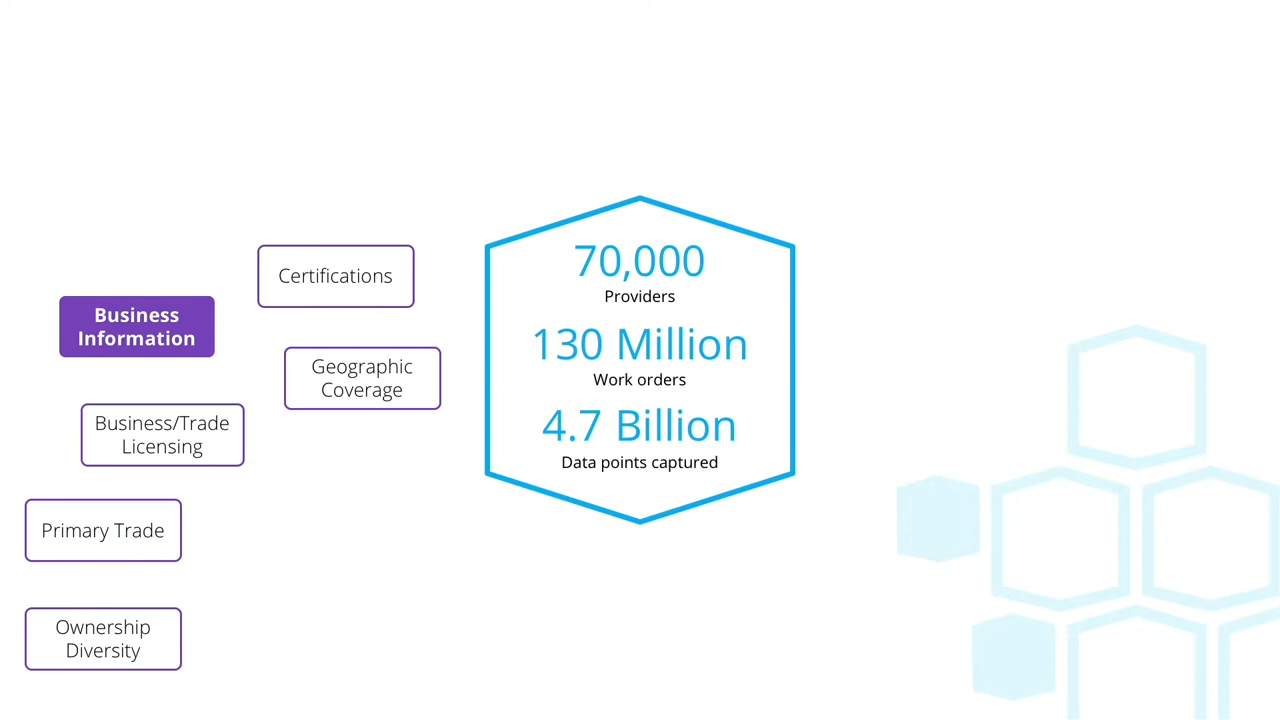 Certifications
Business
Information
Geographic
Coverage
Business/Trade
Licensing
Primary Trade
Ownership
Diversity
70,000
Providers
130 Million
Work orders
4.7 Billion
Data points captured